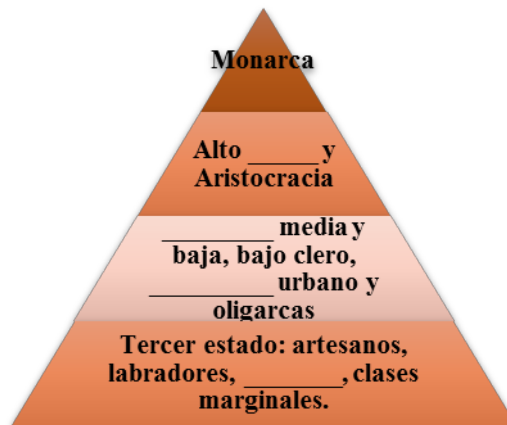 Monarca
Alto ______ y
Aristocracia
_________ media y
baja, bajo clero,
__________ urbano y
oligarcas
Tercer estado: artesanos,
labradores, ________, clases
marginales.